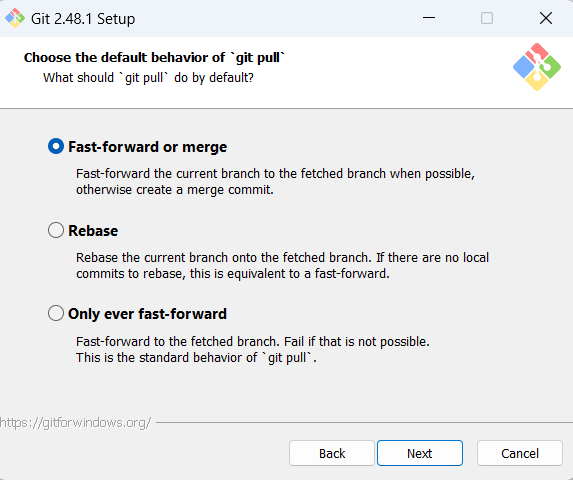 Git 2.48.1 Setup
Choose the default behavior of `git pull`
What should `git pull` do by default?
Fast-forward or merge
Fast-forward the current branch to the fetched branch when possible,
otherwise create a merge commit.
Rebase
Rebase the current branch onto the fetched branch. If there are no local
commits to rebase, this is equivalent to a fast-forward.
Only ever fast-forward
Fast-forward to the fetched branch. Fail if that is not possible.
This is the standard behavior of `git pull`.
https://gitforwindows.org/
Back
Next
Cancel